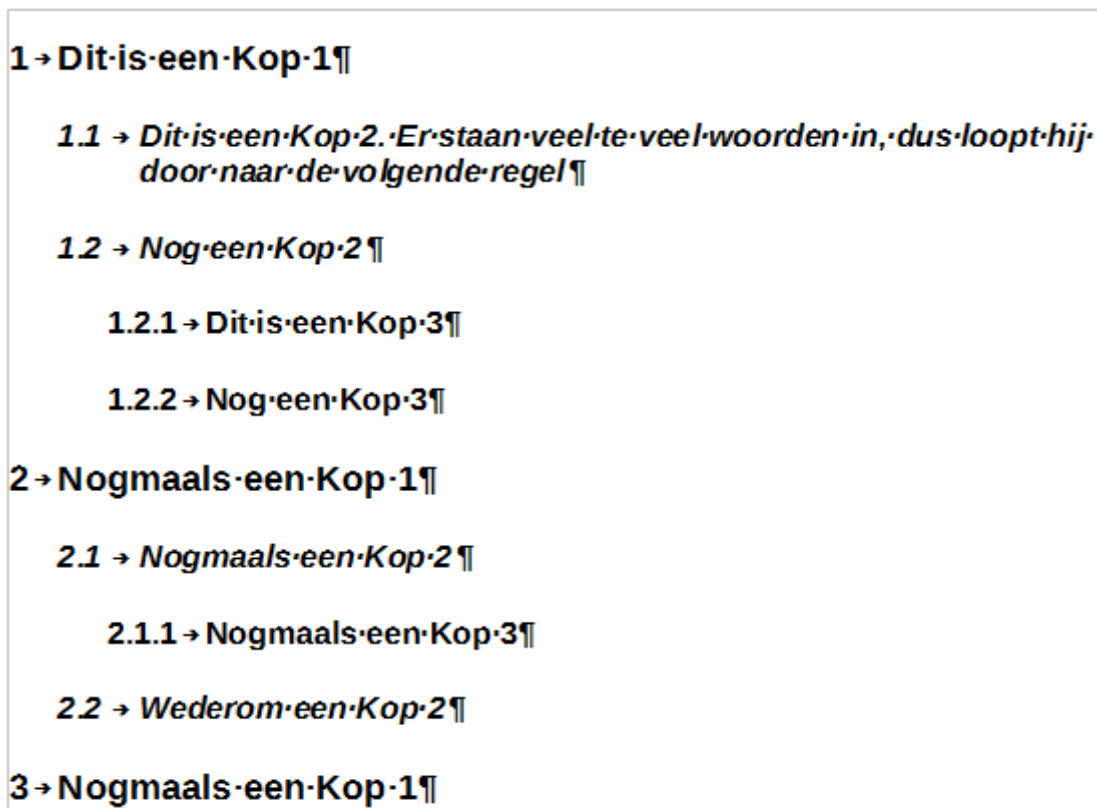 1→Dit·is·een·Kop·1¶
1.1 → Dit·is·een·Kop·2.·Er·staan·veel·te·veel·woorden·in,·dus·loopt·hij·
door·naar·de·volgende·regel¶
1.2 → Nog·een·Kop·2¶
1.2.1→Dit·is·een·Kop·3¶
1.2.2→Nog·een·Kop·3¶
2→Nogmaals·een·Kop·1¶
2.1 → Nogmaals·een·Kop·2¶
2.1.1→Nogmaals·een·Kop·3¶
2.2 → Wederom·een·Kop·2¶
3→Nogmaals·een·Kop·1¶